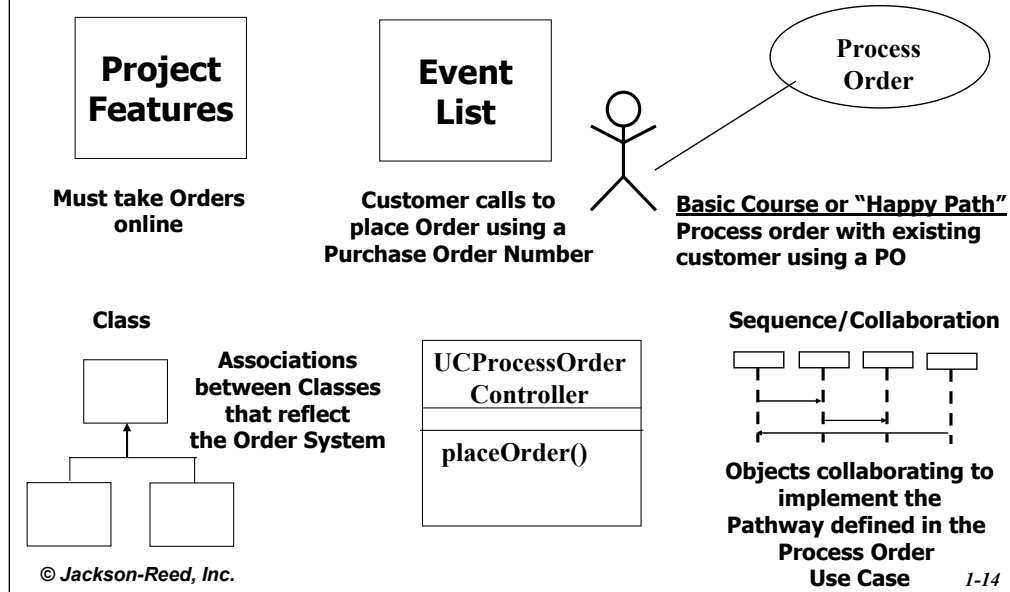 Project
Features
Must take Orders
online
Event
List
Customer calls to
place Order using a
Purchase Order Number
Process
Order
Basic Course or “Happy Path”
Process order with existing
customer using a PO
Class
Associations
between Classes
that reflect
the Order System
UCProcessOrder
Controller
placeOrder()
Sequence/Collaboration
Objects collaborating to
implement the
Pathway defined in the
Process Order
Use Case
© Jackson-Reed, Inc.
1-14